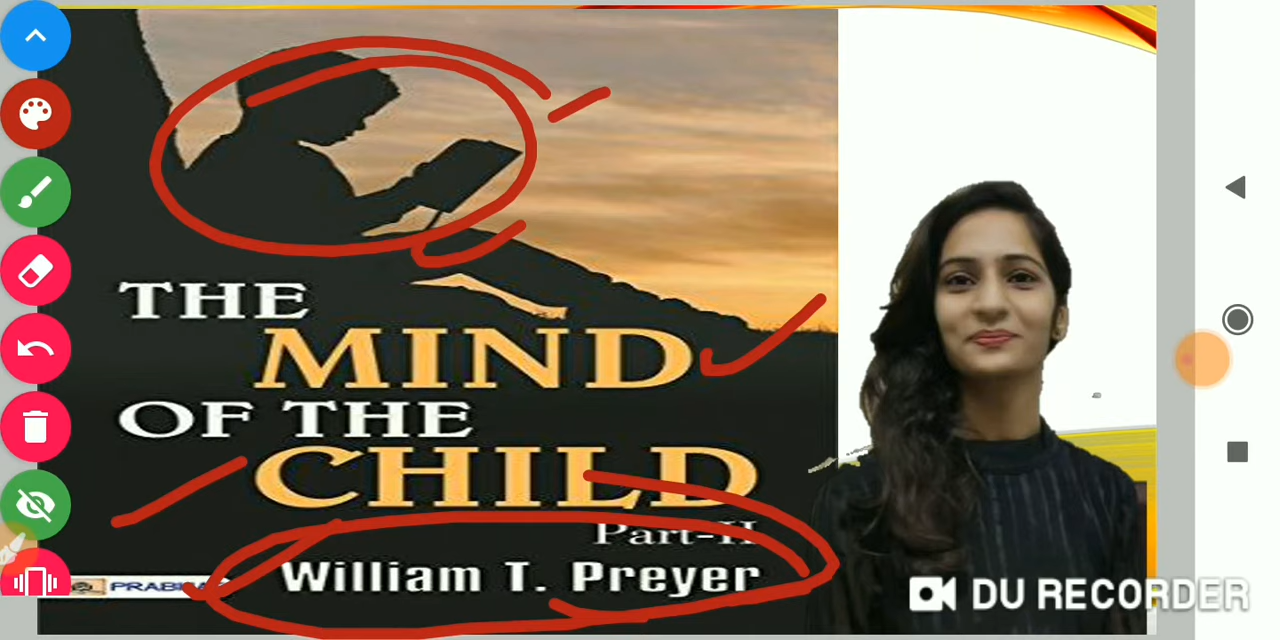 THE
MIND
OF THE
CHILD
Part-II
William T. Preyer
DU RECORDER